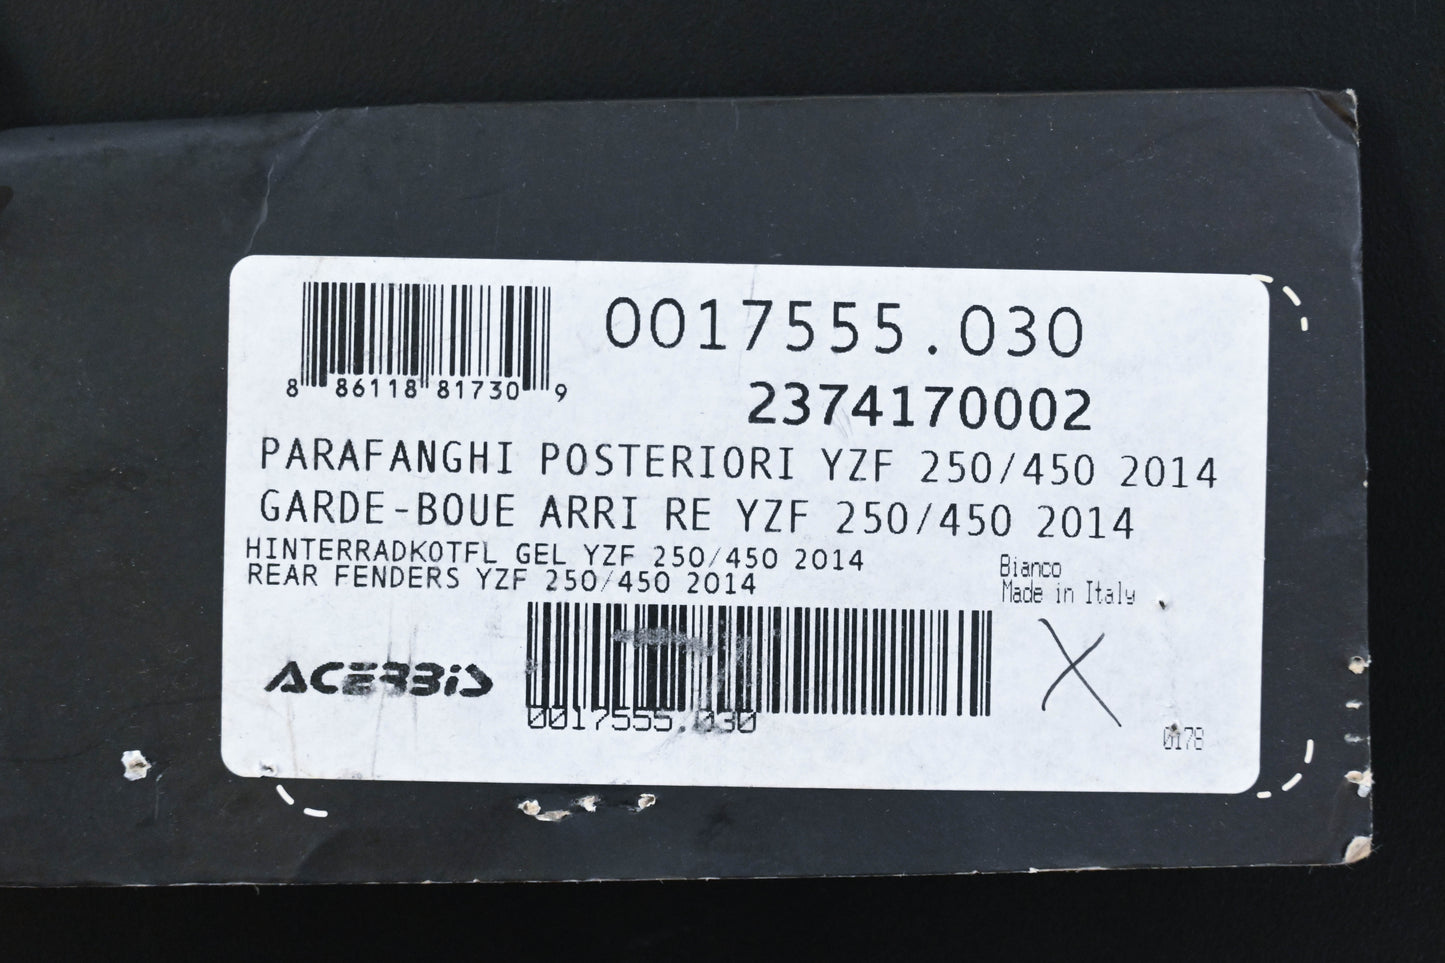 0017555.030
8 86118 81730 9
2374170002
PARAFANGHI POSTERIORI YZF 250/450 2014
GARDE-BOUE ARRI RE YZF 250/450 2014
HINTERRADKOTFL GEL YZF 250/450 2014
REAR FENDERS YZF 250/450 2014
Bianco
Made in Italy
ACERBIS
0017555.030
X
0178